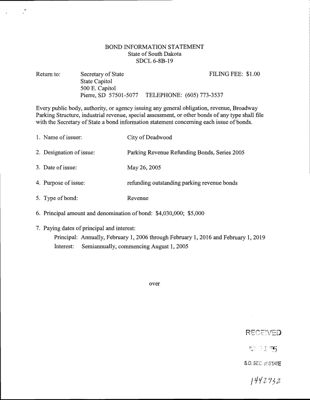 BOND INFORMATION STATEMENT
State of South Dakota
SDCL 6-8B-19
Return to: Secretary of State FILING FEE: $1.00
State Capitol
500 E. Capitol
Pierre, SD 57501-5077 TELEPHONE: (605) 773-3537
Every public body, authority, or agency issuing any general obligation, revenue, Broadway
Parking Structure, industrial revenue, special assessment, or other bonds of any type shall file
with the Secretary of State a bond information statement concerning each issue of bonds.
1. Name of issuer: City of Deadwood
2. Designation of issue: Parking Revenue Refunding Bonds, Series 2005
3. Date of issue: May 26, 2005
4. Purpose of issue: refunding outstanding parking revenue bonds
5. Type of bond: Revenue
6. Principal amount and denomination of bond: $4,030,000; $5,000
7. Paying dates of principal and interest:
Principal: Annually, February 1, 2006 through February 1, 2016 and February 1, 2019
Interest: Semiannually, commencing August 1, 2005
over
RECEIVED
S.D. SEC. OF STATE
1442732